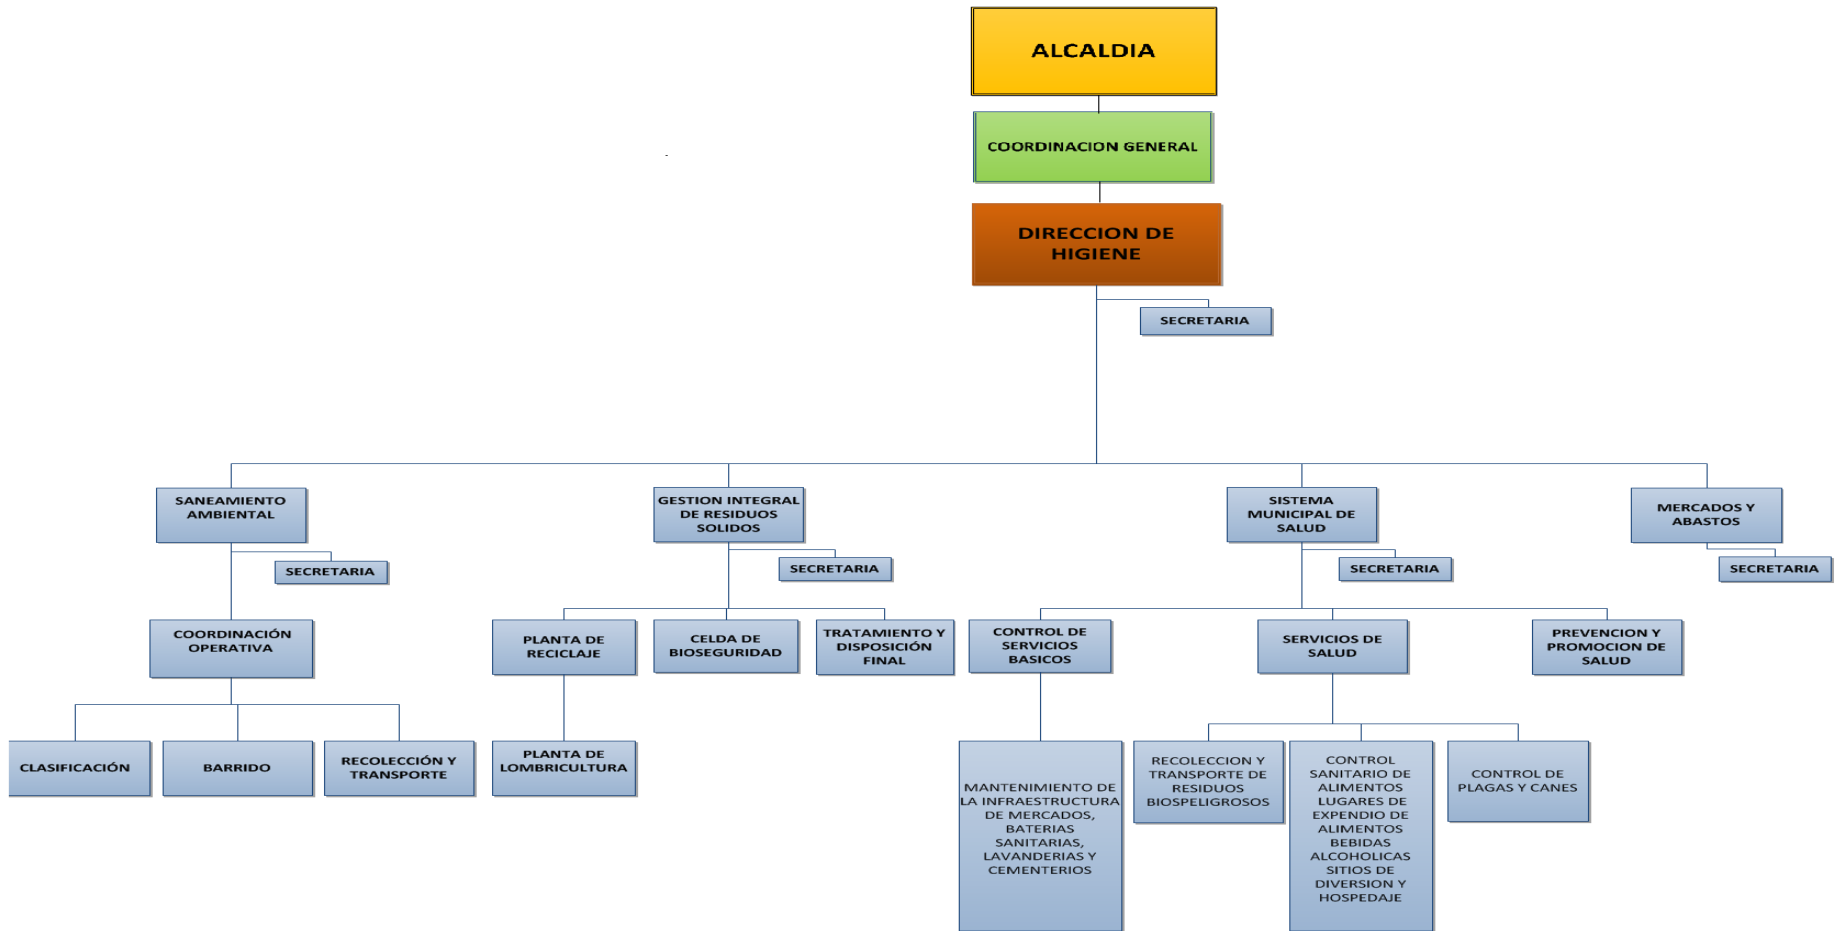 ALCALDIA
COORDINACION GENERAL
DIRECCION DE
HIGIENE
SECRETARIA
SANEAMIENTO
AMBIENTAL
GESTION INTEGRAL
DE RESIDUOS
SOLIDOS
SISTEMA
MUNICIPAL DE
SALUD
MERCADOS Y
ABASTOS
SECRETARIA
SECRETARIA
SECRETARIA
SECRETARIA
COORDINACIÓN
OPERATIVA
PLANTA DE
RECICLAJE
CELDA DE
BIOSEGURIDAD
TRATAMIENTO Y
DISPOSICIÓN
FINAL
CONTROL DE
SERVICIOS
BASICOS
SERVICIOS DE
SALUD
PREVENCION Y
PROMOCION DE
SALUD
CLASIFICACIÓN
BARRIDO
RECOLECCIÓN Y
TRANSPORTE
PLANTA DE
LOMBRICULTURA
MANTENIMIENTO DE
LA INFRAESTRUCTURA
DE MERCADOS,
BATERIAS
SANITARIAS,
LAVANDERIAS Y
CEMENTERIOS
RECOLECCION Y
TRANSPORTE DE
RESIDUOS
BIOSPELIGROSOS
CONTROL
SANITARIO DE
ALIMENTOS
LUGARES DE
EXPENDIO DE
ALIMENTOS
BEBIDAS
ALCOHOLICAS
SITIOS DE
DIVERSION Y
HOSPEDAJE
CONTROL DE
PLAGAS Y CANES